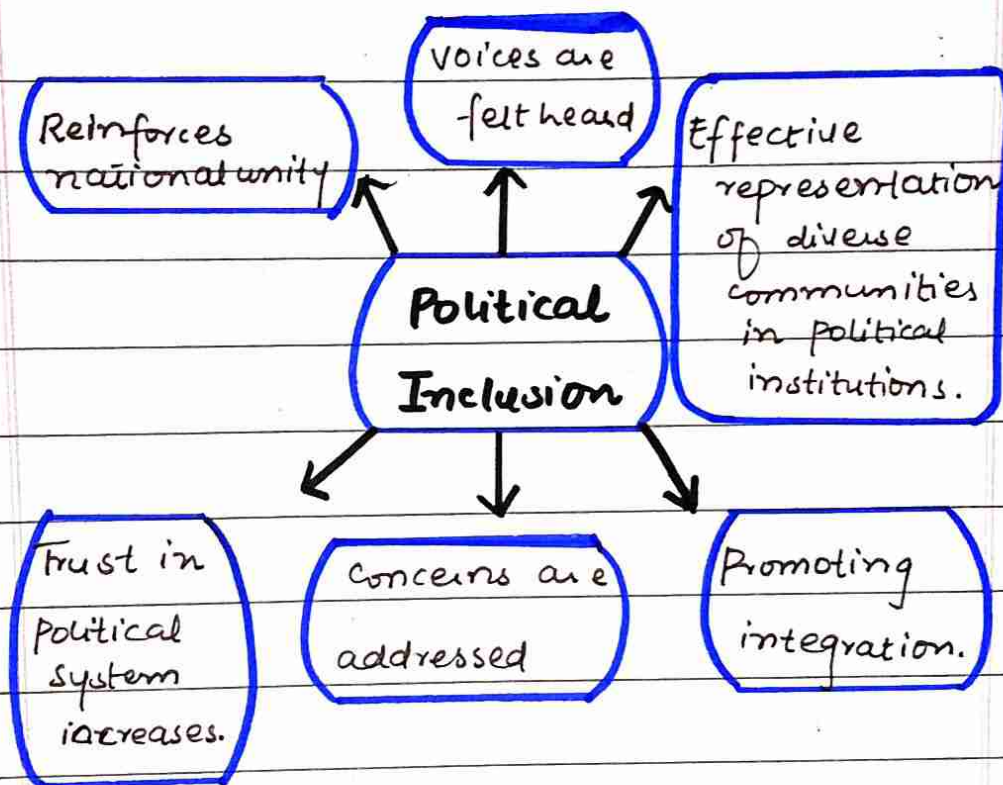 Reinforces
national unity
voices are
felt heard
Effective
representation
of diverse
communities
in political
institutions.
Political
Inclusion
Trust in
political
system
increases.
concerns are
addressed
Promoting
integration.